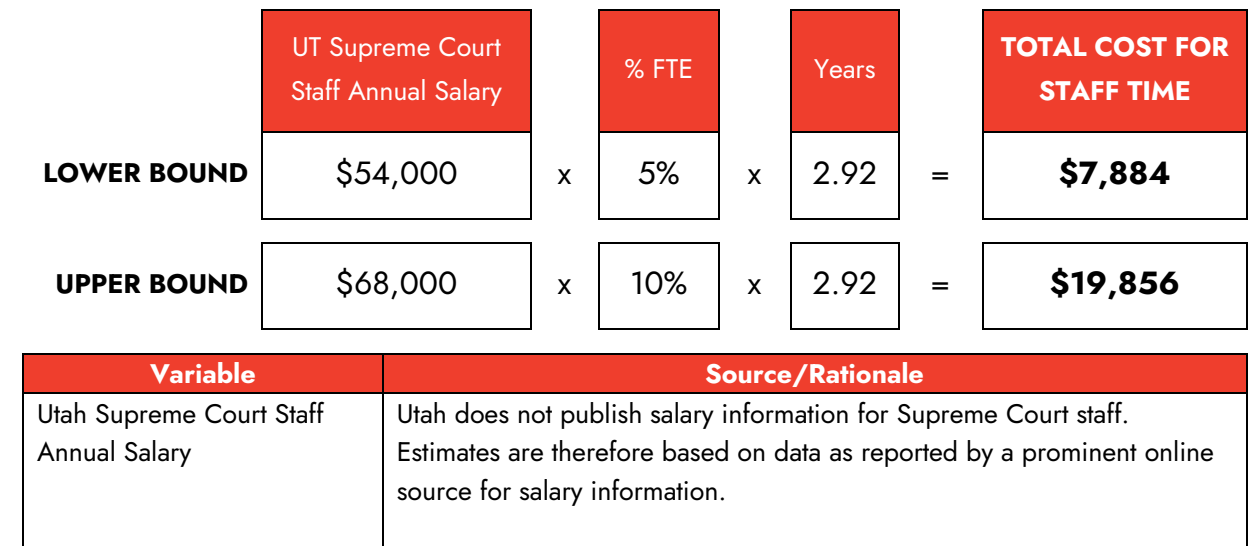 UT Supreme Court
Staff Annual Salary
% FTE
Years
TOTAL COST FOR
STAFF TIME
LOWER BOUND $54,000 x 5% x 2.92 = $7,884
UPPER BOUND $68,000 x 10% x 2.92 = $19,856
Variable Source/Rationale
Utah Supreme Court Staff
Annual Salary
Utah does not publish salary information for Supreme Court staff.
Estimates are therefore based on data as reported by a prominent online
source for salary information.